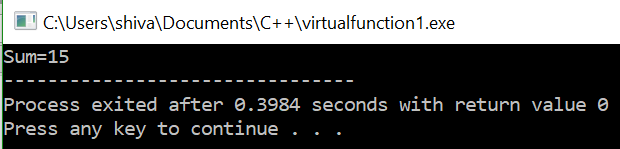 C:\Users\shiva\Documents\C++\virtualfunction1.exe
Sum=15
--------------------------------
Process exited after 0.3984 seconds with return value 0
Press any key to continue . . .